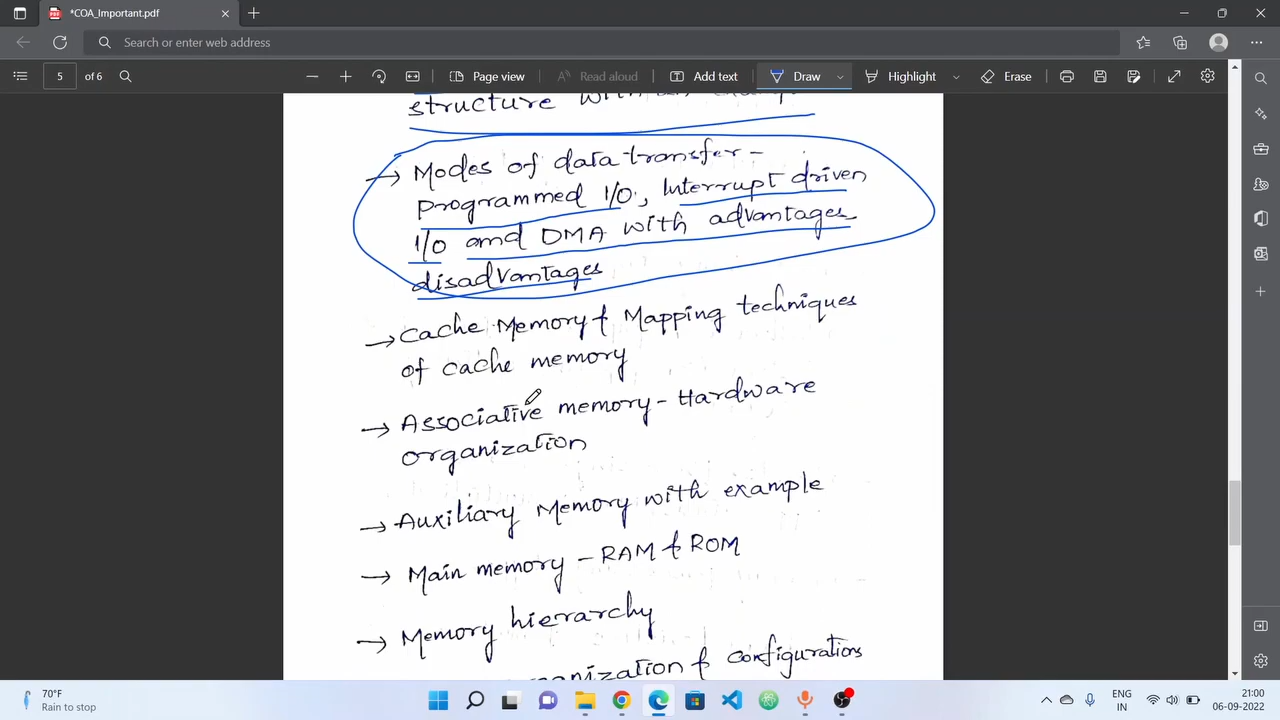 *COA_Important.pdf
Search or enter web address
5 of 6
Page view
Read aloud
Add text
Draw
Highlight
Erase
structure with
→ Modes of data transfer -
programmed I/O, Interrupt driven
I/O and DMA with advantages
disadvantages
→ Cache Memory & Mapping techniques
of cache memory
→ Associative memory - Hardware
organization
→ Auxiliary Memory with example
→ Main memory - RAM & ROM
→ Memory hierarchy
& configurations
70°F
Rain to stop
ENG
IN
21:00
06-09-2022